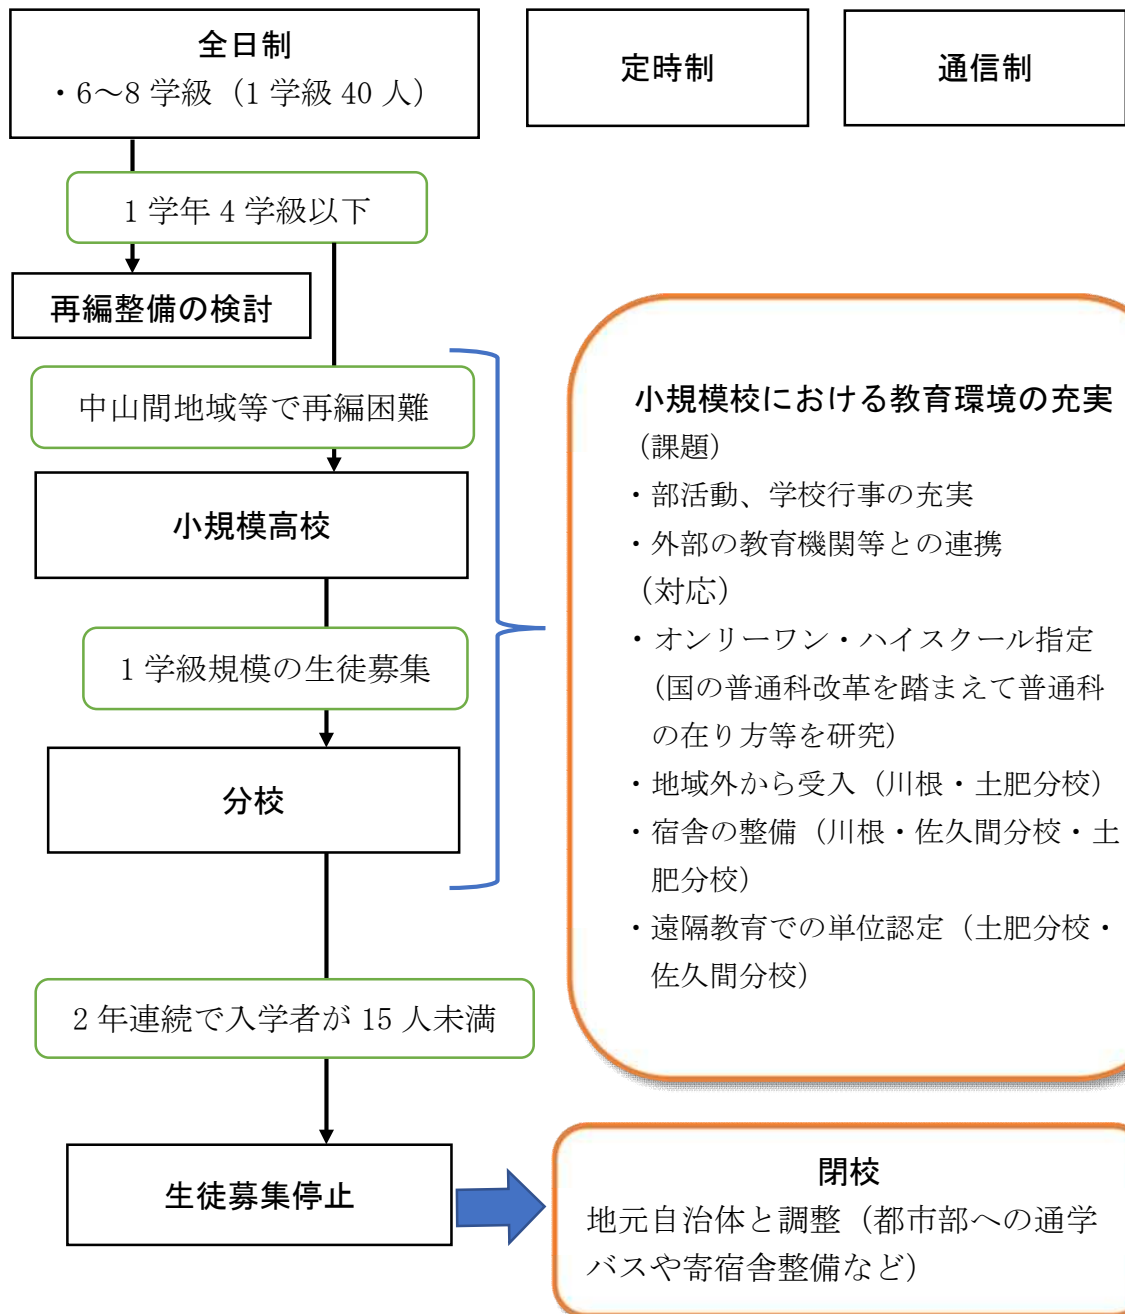 全日制
・6～8 学級（1 学級 40 人）
定時制
通信制
1 学年 4 学級以下
再編整備の検討
中山間地域等で再編困難
小規模高校
1 学級規模の生徒募集
分校
2 年連続で入学者が 15 人未満
生徒募集停止
小規模校における教育環境の充実
（課題）
・部活動、学校行事の充実
・外部の教育機関等との連携
（対応）
・オンリーワン・ハイスクール指定
（国の普通科改革を踏まえて普通科
の在り方等を研究）
・地域外から受入（川根・土肥分校）
・宿舎の整備（川根・佐久間分校・土
肥分校）
・遠隔教育での単位認定（土肥分校・
佐久間分校）
閉校
地元自治体と調整（都市部への通学
バスや寄宿舎整備など）